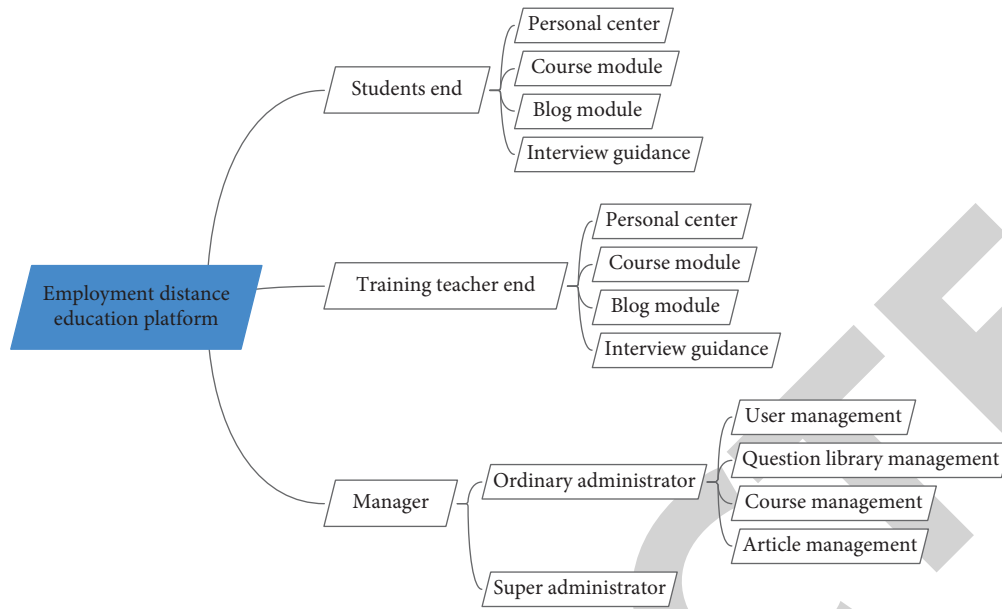 Employment distance
education platform
Students end
Personal center
Course module
Blog module
Interview guidance
Training teacher end
Personal center
Course module
Blog module
Interview guidance
Manager
Ordinary administrator
User management
Question library management
Course management
Article management
Super administrator